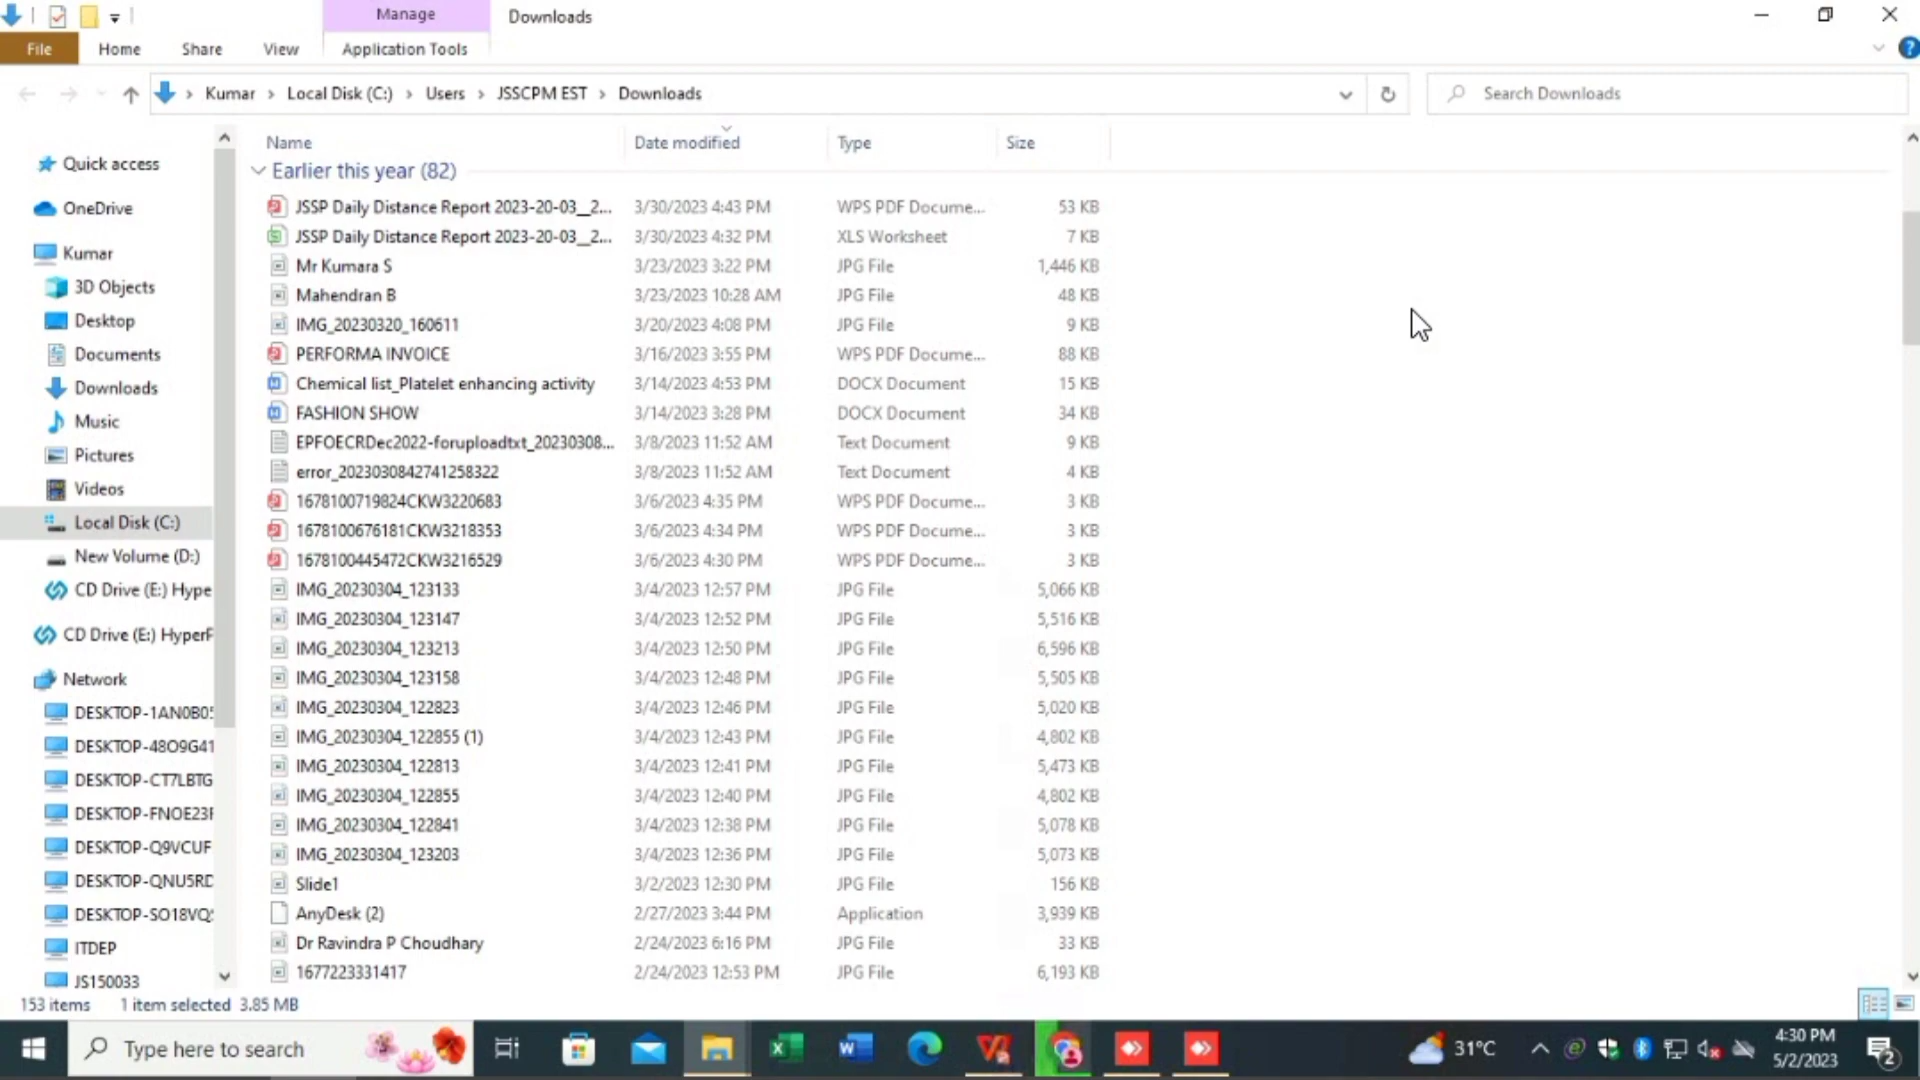 Manage
Downloads
File
Home
Share
View
Application Tools
Kumar > Local Disk (C:) > Users > JSSCPM EST > Downloads
Search Downloads
Name
Date modified
Type
Size
Quick access
OneDrive
Kumar
3D Objects
Desktop
Documents
Downloads
Music
Pictures
Videos
Local Disk (C:)
New Volume (D:)
CD Drive (E:) Hype
CD Drive (E:) HyperF
Network
DESKTOP-1AN0B0
DESKTOP-48O9G41
DESKTOP-CT7LBTG
DESKTOP-FNOE23F
DESKTOP-Q9VCUF
DESKTOP-QNU5RD
DESKTOP-SO18VQ
ITDEP
JS150033
Earlier this year (82)
JSSP Daily Distance Report 2023-20-03__2... 3/30/2023 4:43 PM WPS PDF Docume... 53 KB
JSSP Daily Distance Report 2023-20-03__2... 3/30/2023 4:32 PM XLS Worksheet 7 KB
Mr Kumara S 3/23/2023 3:22 PM JPG File 1,446 KB
Mahendran B 3/23/2023 10:28 AM JPG File 48 KB
IMG_20230320_160611 3/20/2023 4:08 PM JPG File 9 KB
PERFORMA INVOICE 3/16/2023 3:55 PM WPS PDF Docume... 88 KB
Chemical list_Platelet enhancing activity 3/14/2023 4:53 PM DOCX Document 15 KB
FASHION SHOW 3/14/2023 3:28 PM DOCX Document 34 KB
EPFOECRDec2022-foruploadtxt_20230308... 3/8/2023 11:52 AM Text Document 9 KB
error_2023030842741258322 3/8/2023 11:52 AM Text Document 4 KB
1678100719824CKW3220683 3/6/2023 4:35 PM WPS PDF Docume... 3 KB
1678100676181CKW3218353 3/6/2023 4:34 PM WPS PDF Docume... 3 KB
1678100445472CKW3216529 3/6/2023 4:30 PM WPS PDF Docume... 3 KB
IMG_20230304_123133 3/4/2023 12:57 PM JPG File 5,066 KB
IMG_20230304_123147 3/4/2023 12:52 PM JPG File 5,516 KB
IMG_20230304_123213 3/4/2023 12:50 PM JPG File 6,596 KB
IMG_20230304_123158 3/4/2023 12:48 PM JPG File 5,505 KB
IMG_20230304_122823 3/4/2023 12:46 PM JPG File 5,020 KB
IMG_20230304_122855 (1) 3/4/2023 12:43 PM JPG File 4,802 KB
IMG_20230304_122813 3/4/2023 12:41 PM JPG File 5,473 KB
IMG_20230304_122855 3/4/2023 12:40 PM JPG File 4,802 KB
IMG_20230304_122841 3/4/2023 12:38 PM JPG File 5,078 KB
IMG_20230304_123203 3/4/2023 12:36 PM JPG File 5,073 KB
Slide1 3/2/2023 12:30 PM JPG File 156 KB
AnyDesk (2) 2/27/2023 3:44 PM Application 3,939 KB
Dr Ravindra P Choudhary 2/24/2023 6:16 PM JPG File 33 KB
1677223331417 2/24/2023 12:53 PM JPG File 6,193 KB
153 items 1 item selected 3.85 MB
Type here to search
31°C
4:30 PM
5/2/2023
2